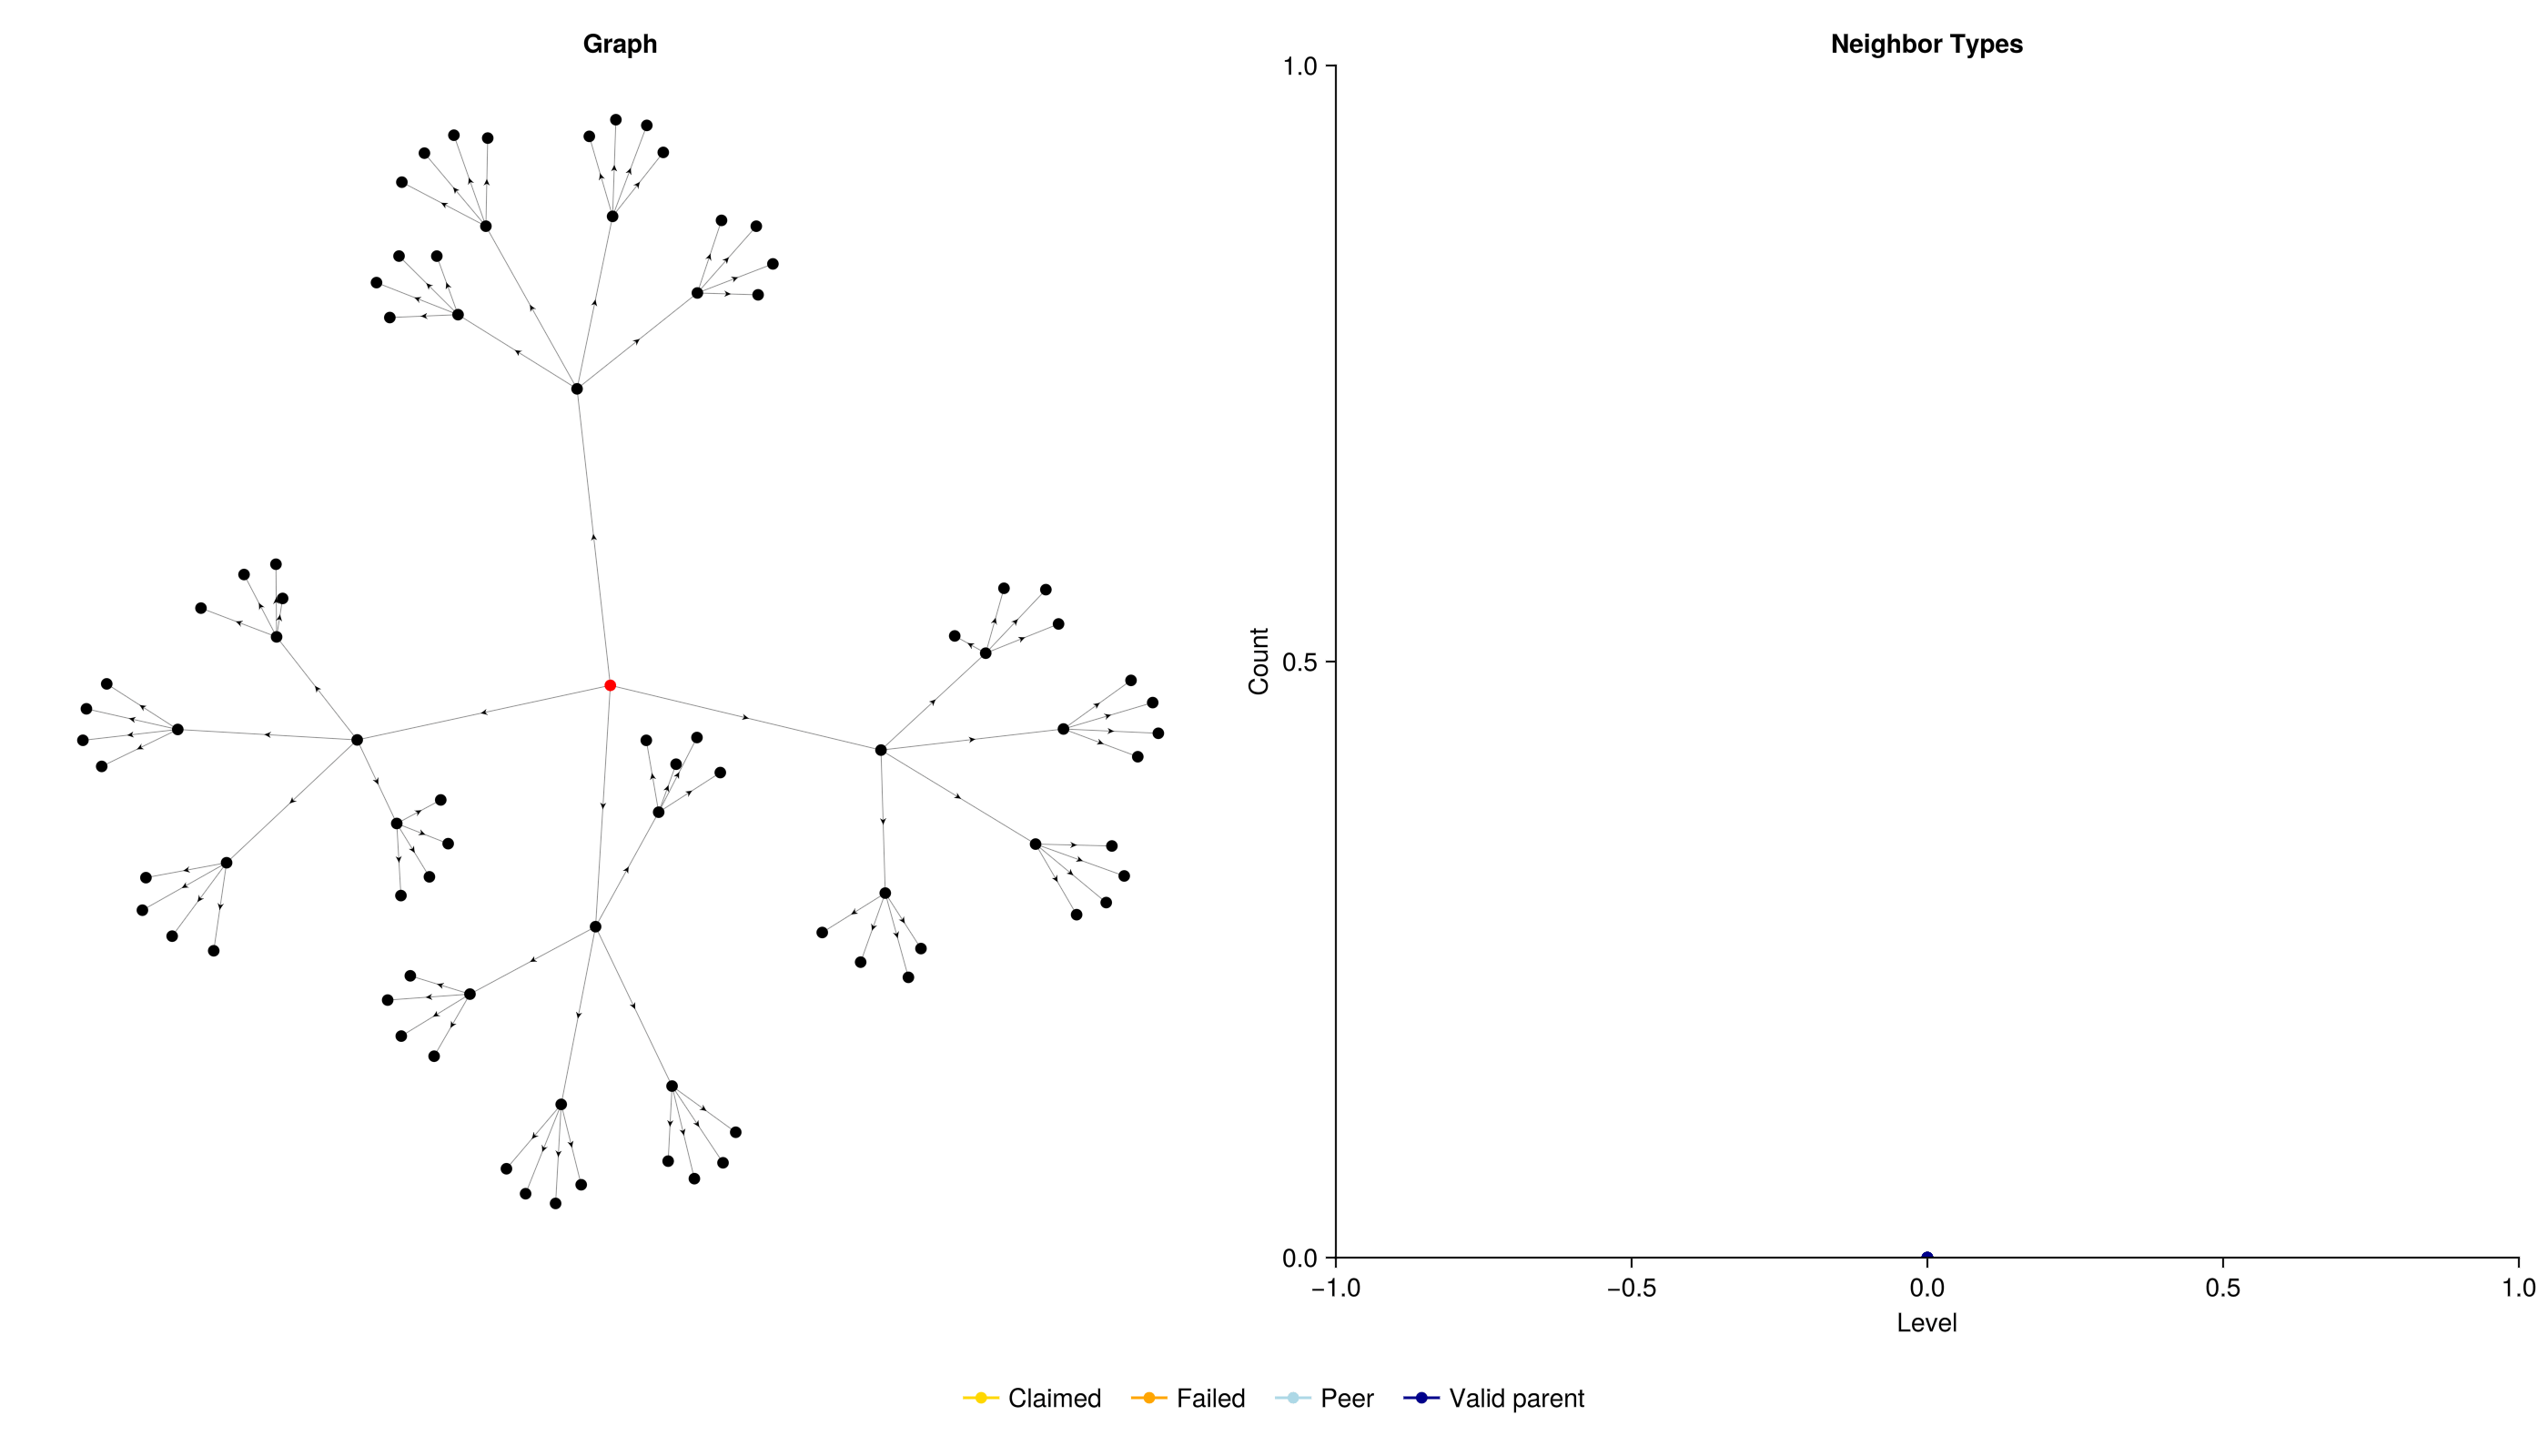 Graph
Neighbor Types
1.0
0.5
0.0
Count
−1.0 −0.5 0.0 0.5 1.0
Level
Claimed Failed Peer Valid parent